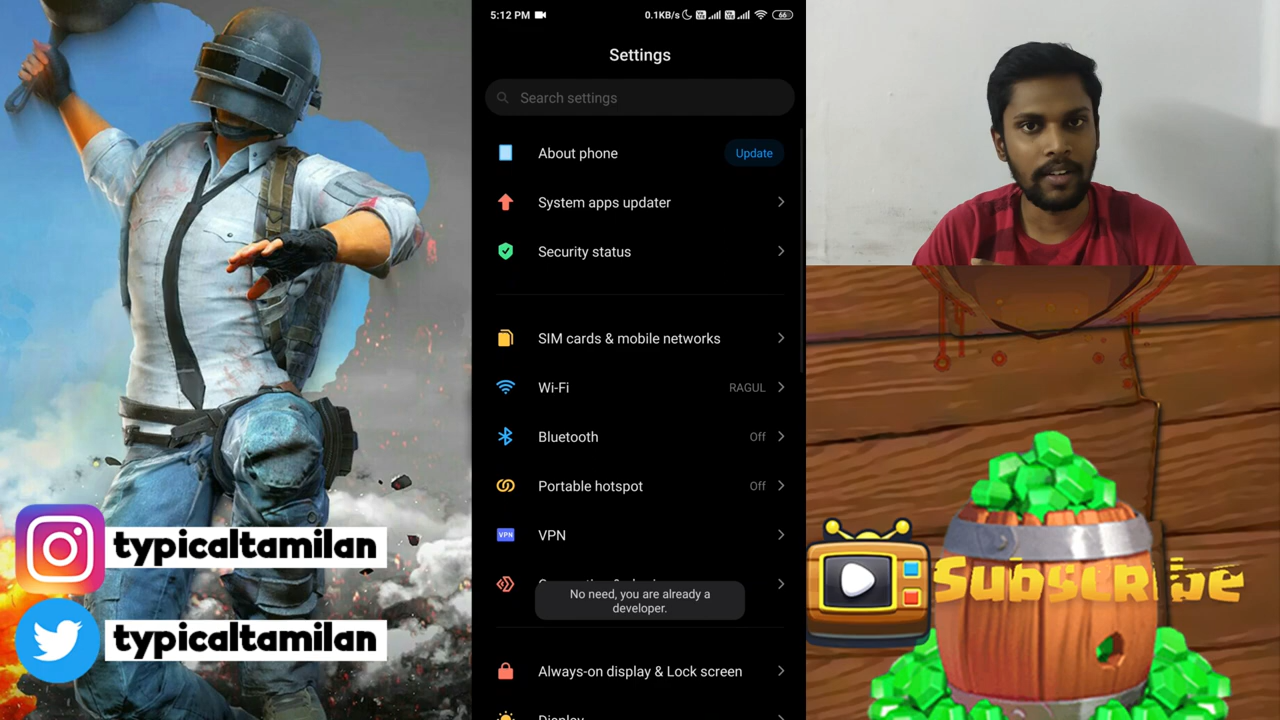 5:12 PM
0.1KB/s
66
Settings
Search settings
About phone
Update
System apps updater
Security status
SIM cards & mobile networks
Wi-Fi
RAGUL
Bluetooth
Off
Portable hotspot
Off
VPN
VPN
No need, you are already a
developer.
Always-on display & Lock screen
Display
typicaltamilan
typicaltamilan
Subscribe